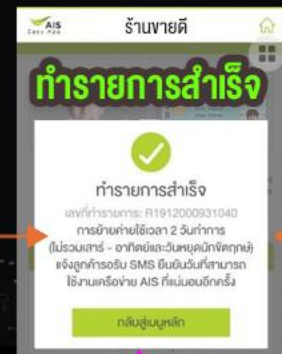 AIS
Easy App
ร้านขายดี
ทำรายการสำเร็จ
ทำรายการสำเร็จ
เลขที่ทำรายการ: R1912000931040
การย้ายค่ายใช้เวลา 2 วันทำการ
(ไม่รวมเสาร์ - อาทิตย์และวันหยุดนักขัตฤกษ์)
แจ้งลูกค้ารอรับ SMS ยืนยันวันที่สามารถ
ใช้งานเครือข่าย AIS ที่แน่นอนอีกครั้ง
กลับสู่เมนูหลัก